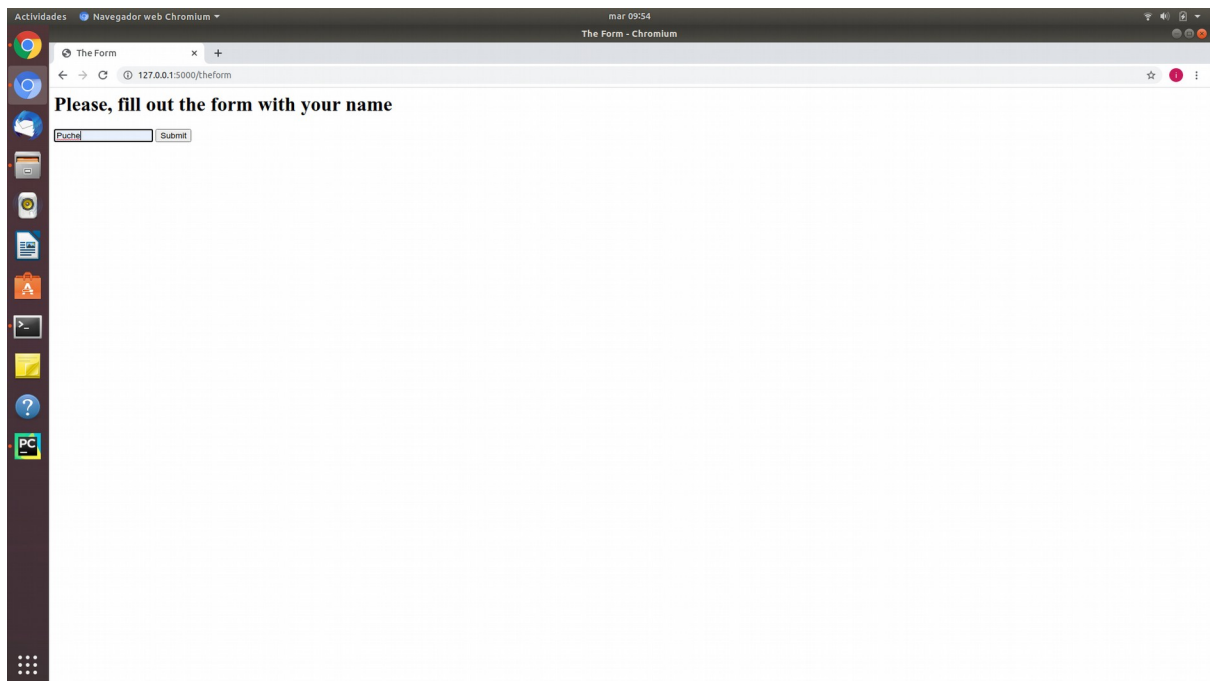 Actividades Navegador web Chromium mar 09:54
The Form - Chromium
The Form
127.0.0.1:5000/theform
i
Please, fill out the form with your name
Puche Submit
A
>_
?
PC